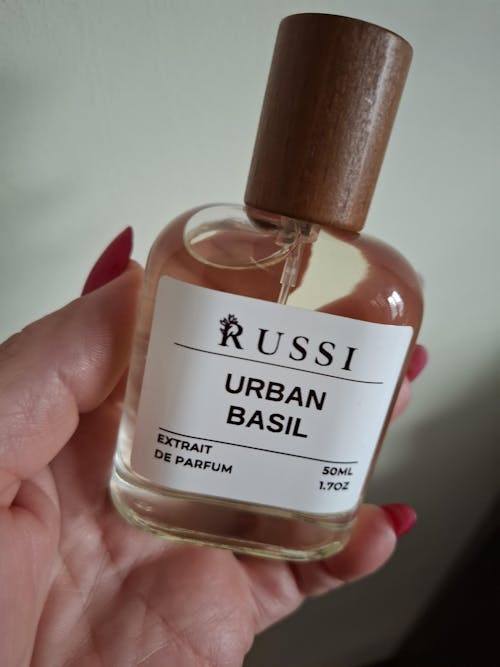 RUSSI
URBAN
BASIL
EXTRAIT
DE PARFUM
50ML
1.7OZ